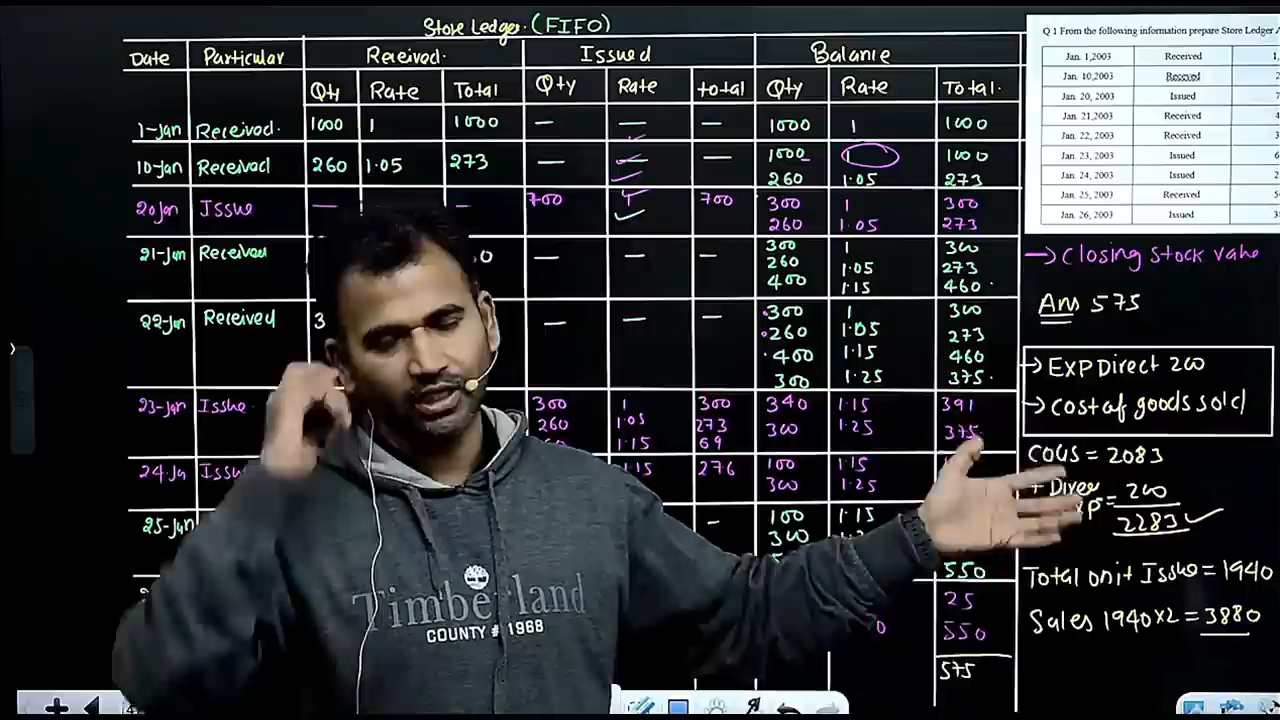 Store Ledger. (FIFO)
Date Particular Received. Issued Balance
Qty Rate Total Qty Rate total Qty Rate Total.
1-Jan Received. 1000 1 1000 — — — 1000 1 1000
10-Jan Received 260 1.05 273 — — — 1000 1 1000
260 1.05 273
20Jan Issue — — 700 1 700 300 1 300
260 1.05 273
21-Jan Received — — — 300 1 300
260 1.05 273
400 1.15 460
22-Jan Received 3 — — — 300 1 300
260 1.05 273
400 1.15 460
300 1.25 375
23-Jan Issue. 300 1 300 340 1.15 391
260 1.05 273 300 1.25 375
1.15 69
24-Ja 1.15 276 100 1.15
300 1.25
25-Jan - 100 1.15
300
550
25
550
575
Timberland
COUNTY # 1968
Q 1 From the following information prepare Store Ledger
Jan. 1,2003 Received
Jan. 10,2003 Receved
Jan. 20, 2003 Issued
Jan. 21,2003 Received
Jan. 22, 2003 Received
Jan. 23, 2003 Issued
Jan. 24, 2003 Issued
Jan. 25, 2003 Received
Jan. 26, 2003 Issued
→ Closing Stock value
Ans 575
→ EXP Direct 200
→ Cost of goods sold
COGS = 2083
= 200
2283
Total unit Issue = 1940
Sales 1940×2 = 3880